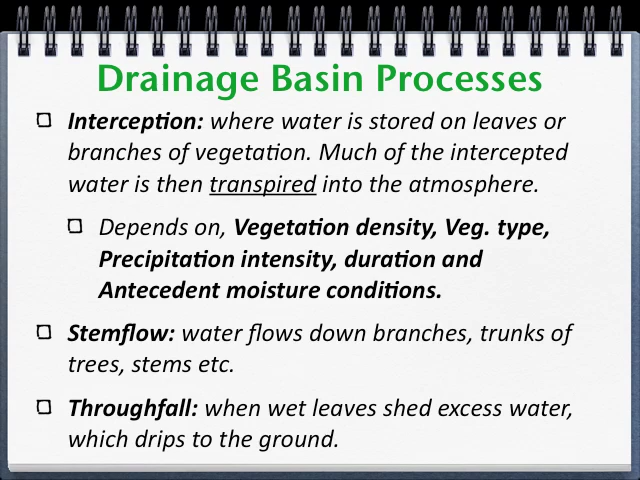 Drainage Basin Processes
Interception: where water is stored on leaves or
branches of vegetation. Much of the intercepted
water is then transpired into the atmosphere.
Depends on, Vegetation density, Veg. type,
Precipitation intensity, duration and
Antecedent moisture conditions.
Stemflow: water flows down branches, trunks of
trees, stems etc.
Throughfall: when wet leaves shed excess water,
which drips to the ground.